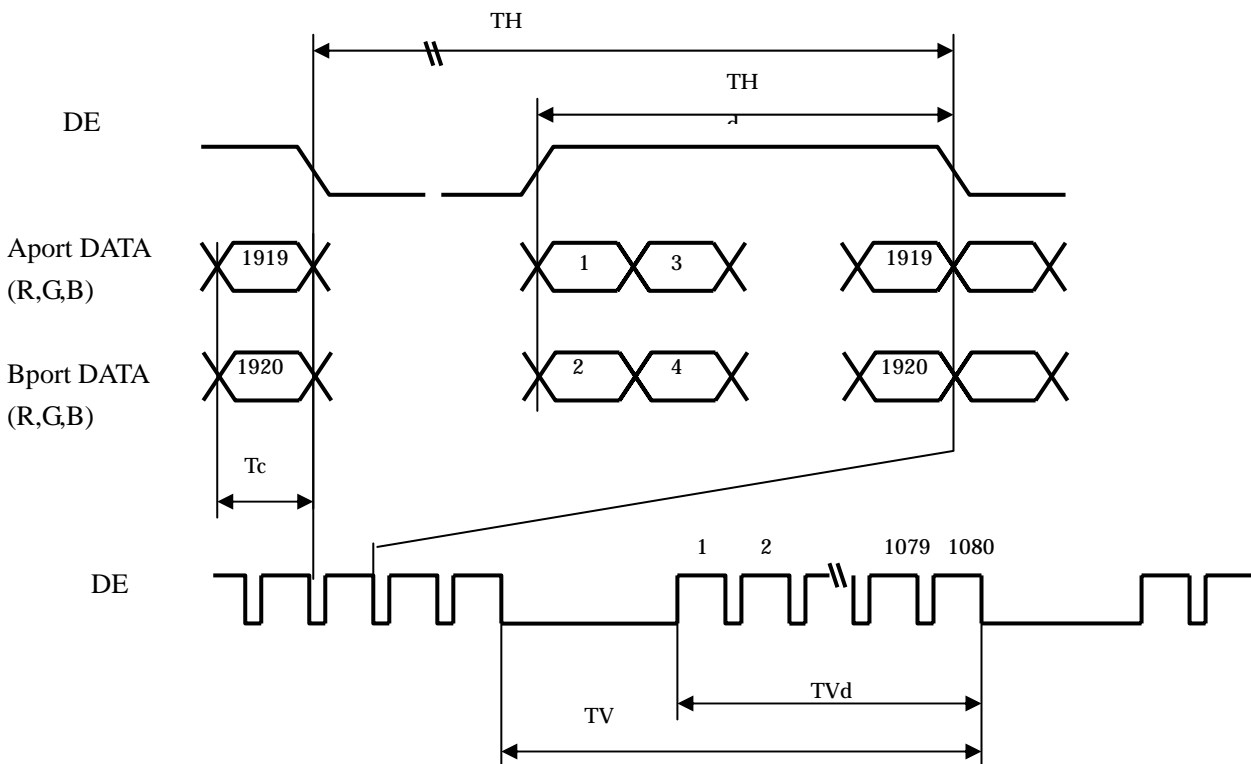 TH
TH
d
DE
Aport DATA
(R,G,B)
1919
1
3
1919
Bport DATA
(R,G,B)
1920
2
4
1920
Tc
1
2
1079
1080
DE
TVd
TV